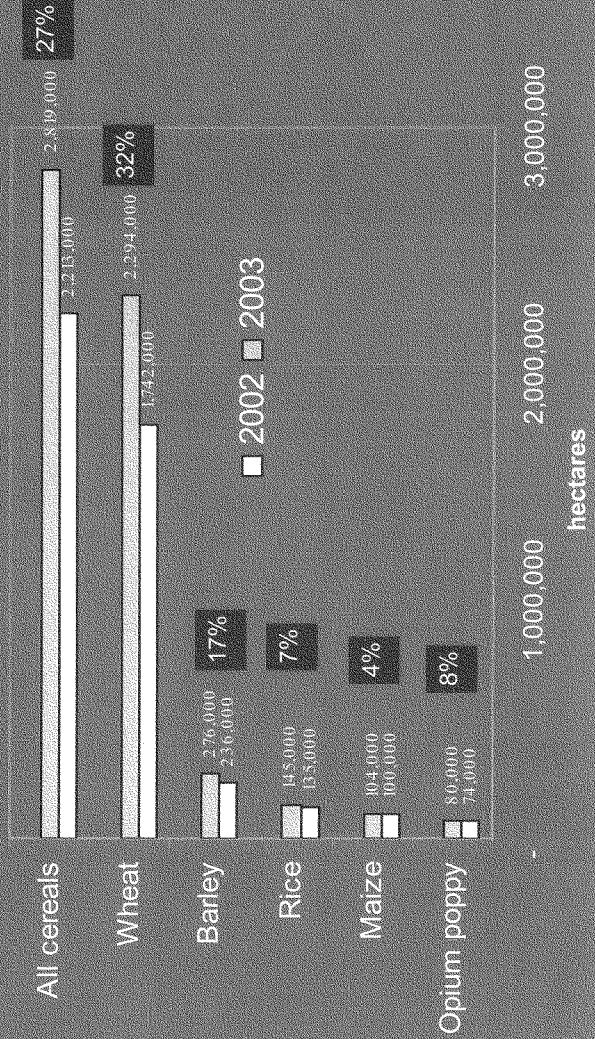 All cereals
2,819,000
27%
2,213,000
Wheat
2,294,000
32%
1,742,000
Barley
276,000
17%
236,000
Rice
145,000
7%
135,000
Maize
104,000
4%
100,000
Opium poppy
80,000
8%
74,000
2002 2003
- 1,000,000 2,000,000 3,000,000
hectares